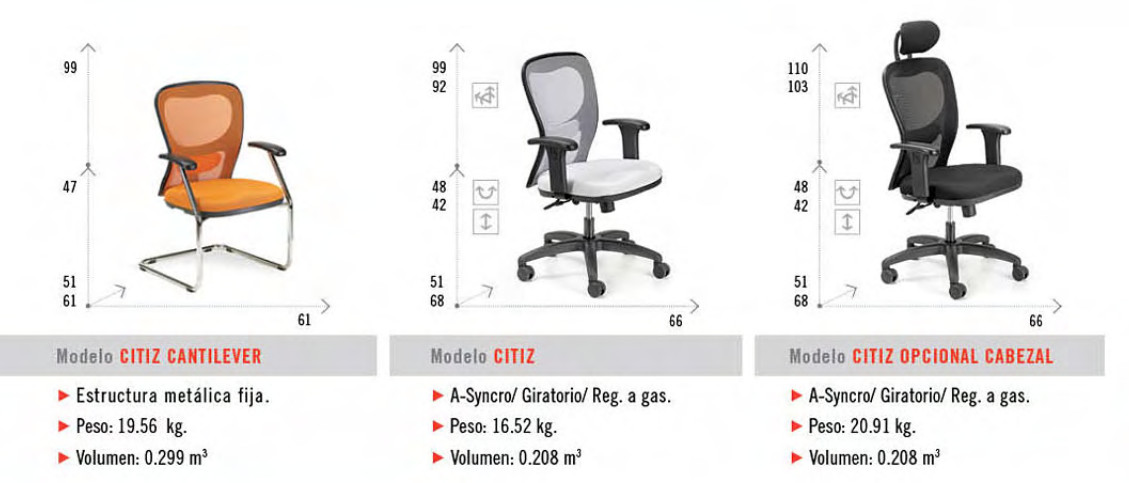 99
47
51
61
61
Modelo CITIZ CANTILEVER
► Estructura metálica fija.
► Peso: 19.56 kg.
► Volumen: 0.299 m³
99
92
48
42
51
68
66
Modelo CITIZ
► A-Syncro/ Giratorio/ Reg. a gas.
► Peso: 16.52 kg.
► Volumen: 0.208 m³
110
103
48
42
51
68
66
Modelo CITIZ OPCIONAL CABEZAL
► A-Syncro/ Giratorio/ Reg. a gas.
► Peso: 20.91 kg.
► Volumen: 0.208 m³